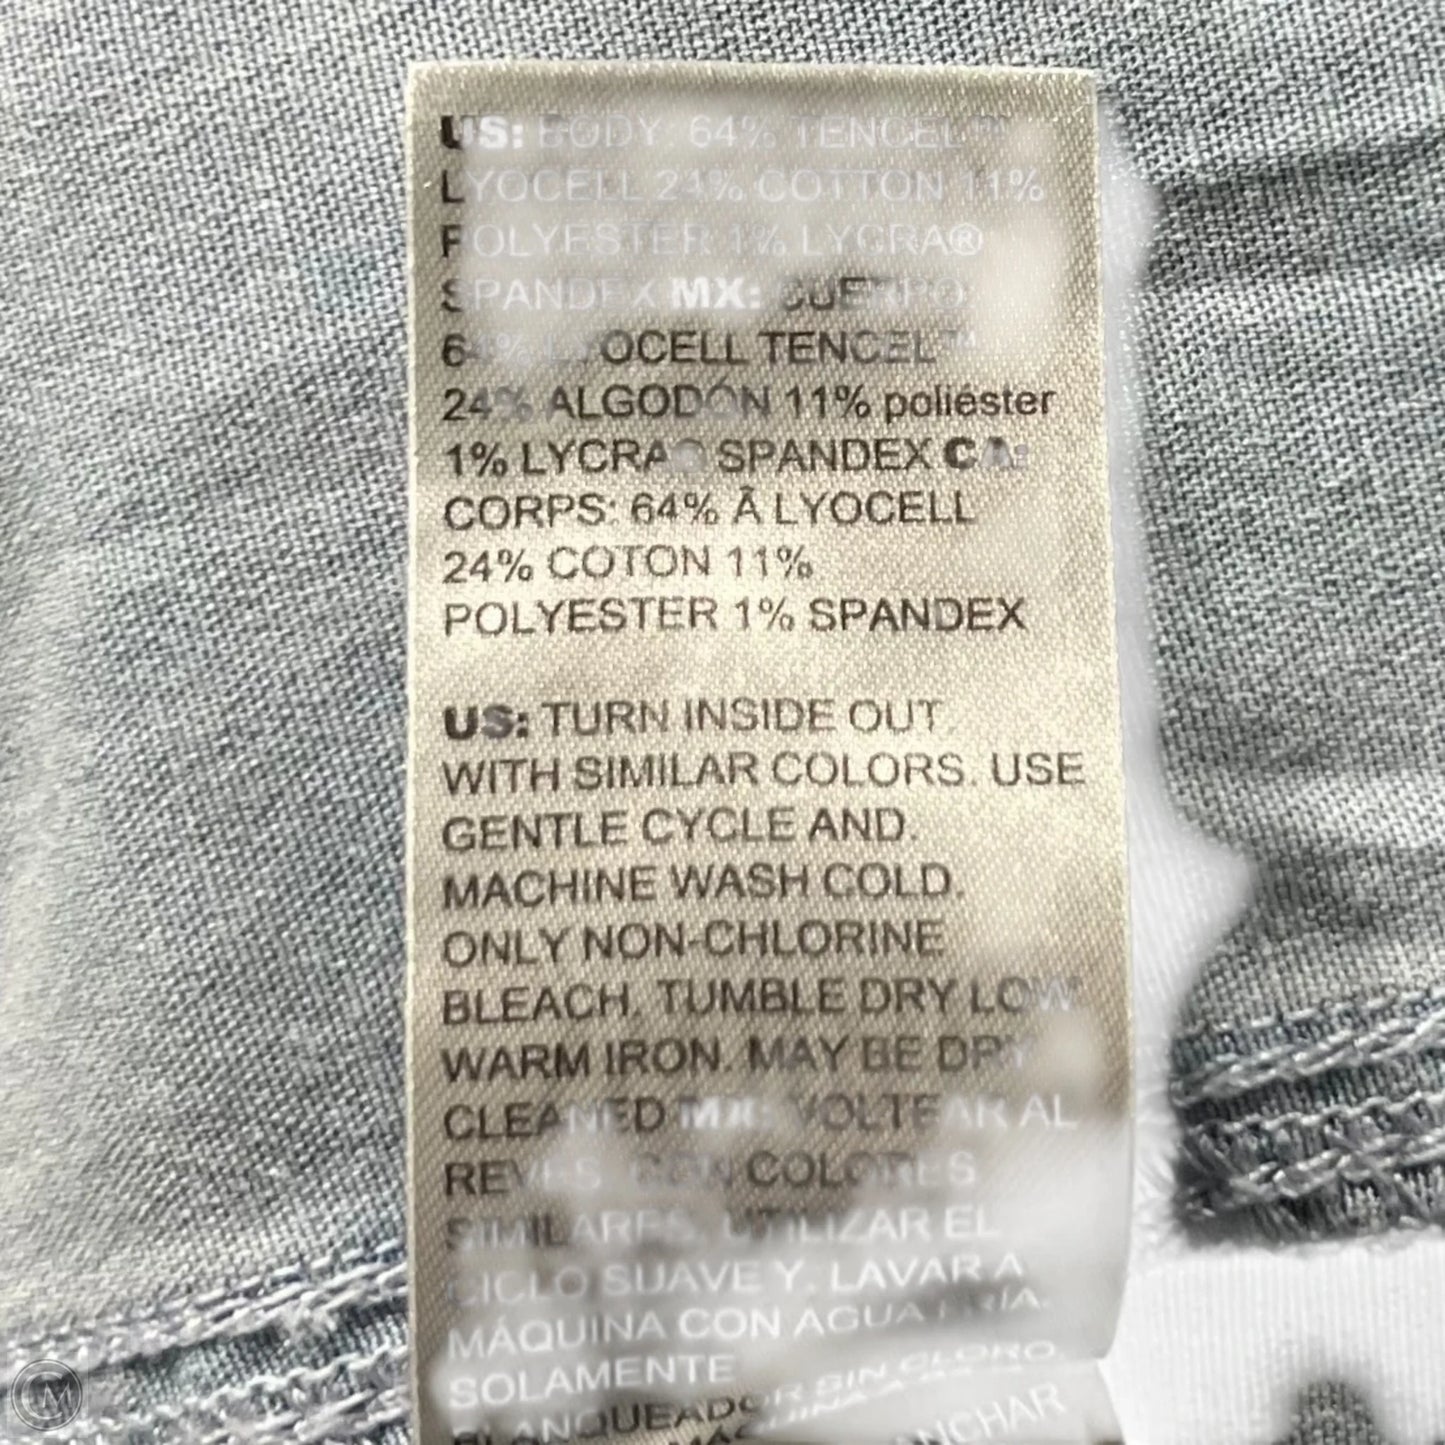 US: BODY: 64% TENCEL™
LYOCELL 24% COTTON 11%
POLYESTER 1% LYCRA®
SPANDEX MX: CUERPO
64% LYOCELL TENCEL™
24% ALGODÓN 11% poliéster
1% LYCRA® SPANDEX CA:
CORPS: 64% Â LYOCELL
24% COTON 11%
POLYESTER 1% SPANDEX
US: TURN INSIDE OUT.
WITH SIMILAR COLORS. USE
GENTLE CYCLE AND.
MACHINE WASH COLD.
ONLY NON-CHLORINE
BLEACH. TUMBLE DRY LOW
WARM IRON. MAY BE DRY
CLEANED MX: VOLTEAR AL
REVES. CON COLORES
SIMILARES. UTILIZAR EL
CICLO SUAVE Y. LAVAR A
MÁQUINA CON AGUA FRÍA.
SOLAMENTE
BLANQUEADOR SIN CLORO.